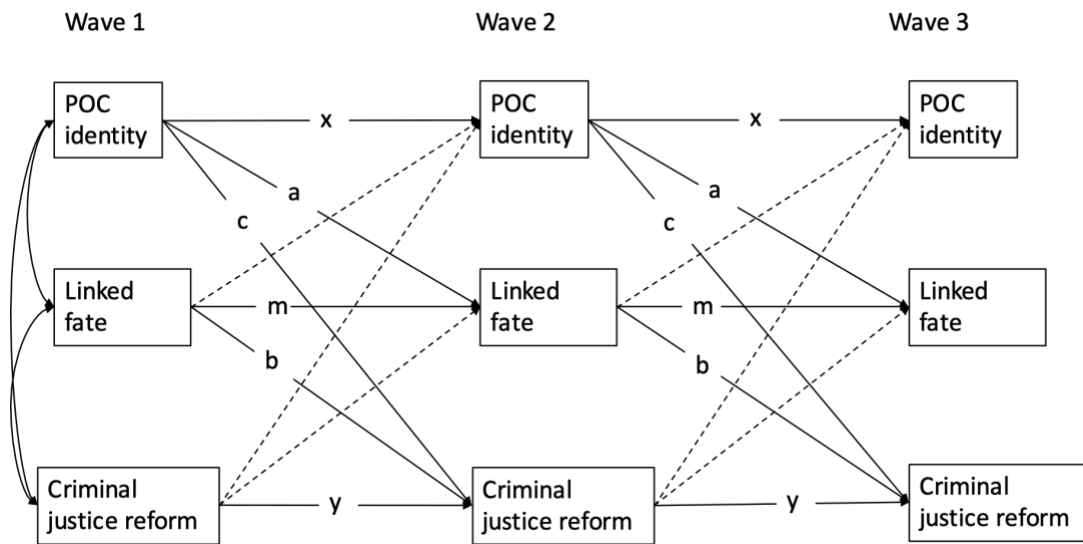 Wave 1
Wave 2
Wave 3
POC
identity
x
POC
identity
x
POC
identity
a
c
a
c
Linked
fate
m
Linked
fate
m
Linked
fate
b
b
Criminal
justice reform
y
Criminal
justice reform
y
Criminal
justice reform